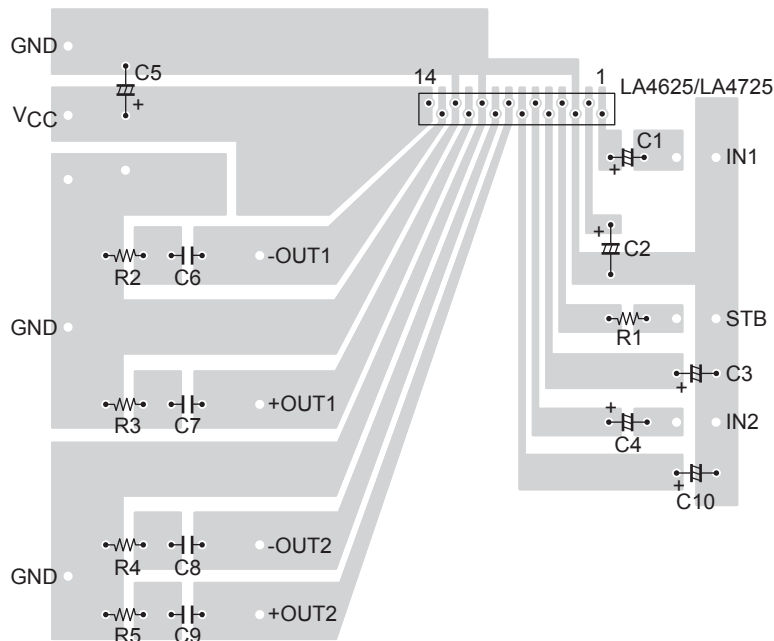 GND
C5
14
1
LA4625/LA4725
VCC
+
C1
IN1
+
+
C2
-OUT1
R2
C6
GND
STB
R1
C3
+
+OUT1
R3
C7
+
IN2
C4
+
C10
-OUT2
R4
C8
GND
+OUT2
R5
C9